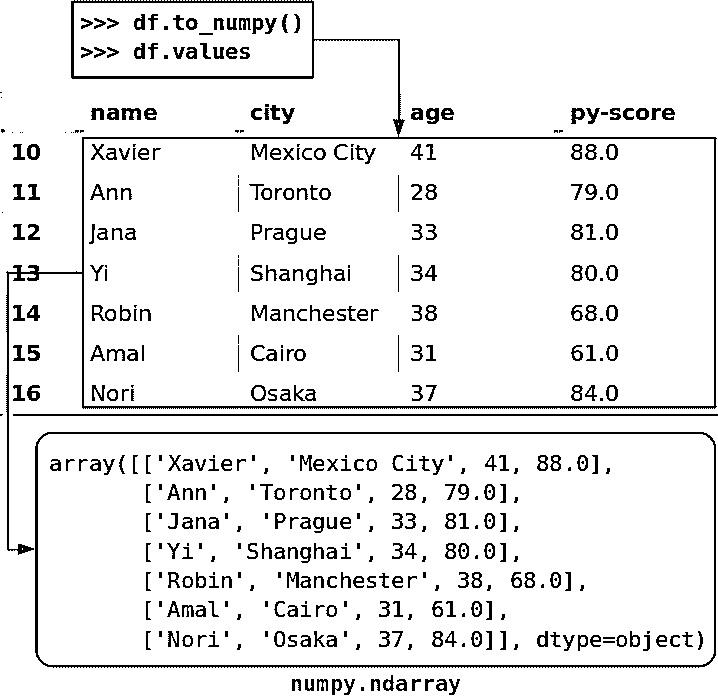 >>> df.to_numpy()
>>> df.values
name city age py-score
10 Xavier Mexico City 41 88.0
11 Ann Toronto 28 79.0
12 Jana Prague 33 81.0
13 Yi Shanghai 34 80.0
14 Robin Manchester 38 68.0
15 Amal Cairo 31 61.0
16 Nori Osaka 37 84.0
array([['Xavier', 'Mexico City', 41, 88.0],
['Ann', 'Toronto', 28, 79.0],
['Jana', 'Prague', 33, 81.0],
['Yi', 'Shanghai', 34, 80.0],
['Robin', 'Manchester', 38, 68.0],
['Amal', 'Cairo', 31, 61.0],
['Nori', 'Osaka', 37, 84.0]], dtype=object)
numpy.ndarray